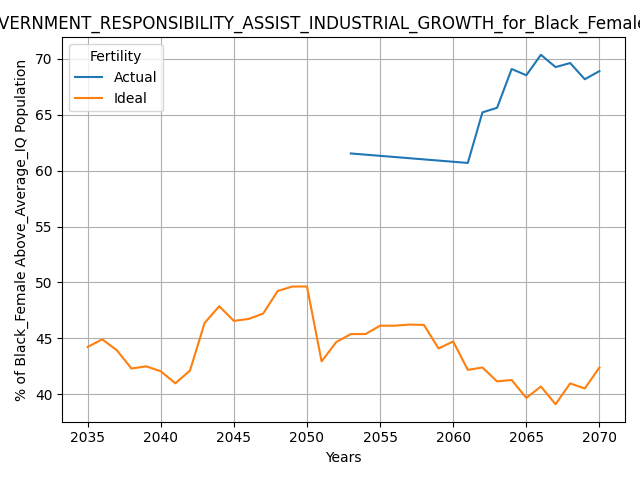 VERNMENT_RESPONSIBILITY_ASSIST_INDUSTRIAL_GROWTH_for_Black_Female
Fertility
Actual
Ideal
% of Black_Female Above_Average_IQ Population
70
65
60
55
50
45
40
2035 2040 2045 2050 2055 2060 2065 2070
Years